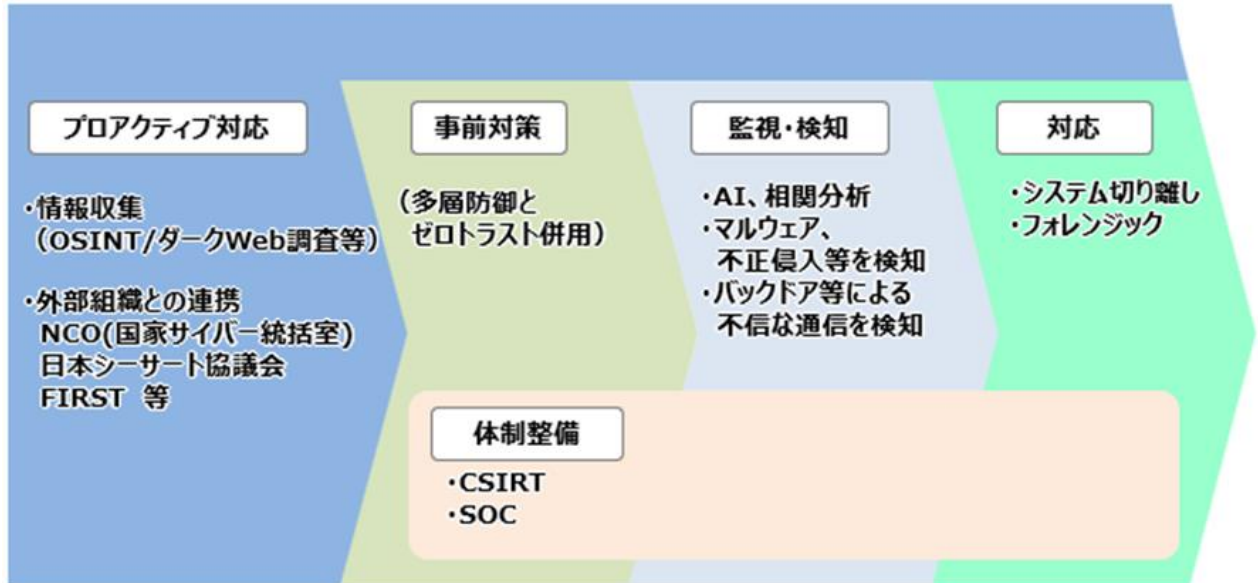 プロアクティブ対応
・情報収集
（OSINT/ダークWeb調査等）
・外部組織との連携
NCO(国家サイバー統括室)
日本シーサート協議会
FIRST 等
事前対策
（多層防御と
ゼロトラスト併用）
監視・検知
・AI、相関分析
・マルウェア、
不正侵入等を検知
・バックドア等による
不信な通信を検知
対応
・システム切り離し
・フォレンジック
体制整備
・CSIRT
・SOC